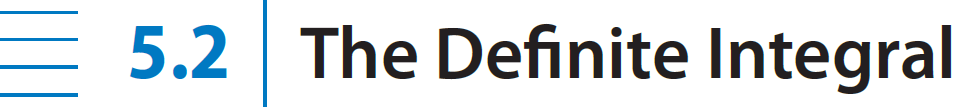 5.2 The Definite Integral